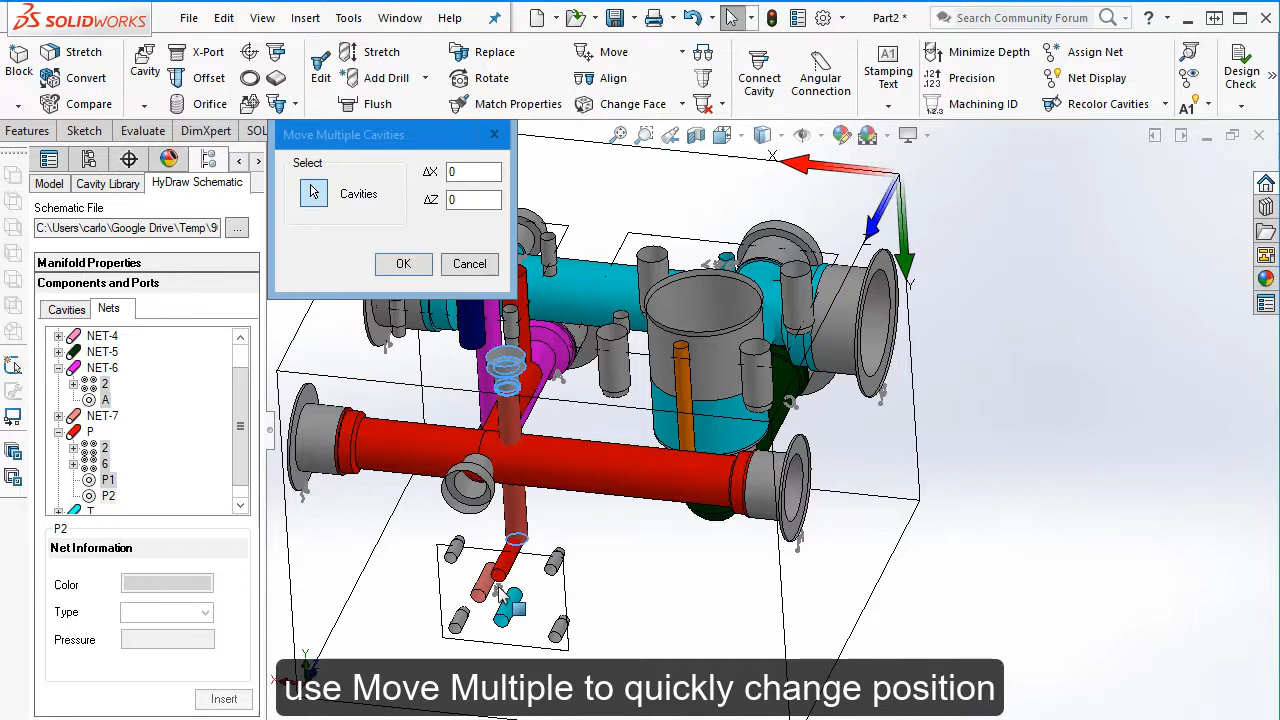 SOLIDWORKS
File
Edit
View
Insert
Tools
Window
Help
Part2 *
Search Community Forum
Block
Stretch
Convert
Compare
Cavity
X-Port
Offset
Orifice
Edit
Stretch
Add Drill
Flush
Replace
Rotate
Match Properties
Move
Align
Change Face
Connect
Cavity
Angular
Connection
Stamping
Text
Minimize Depth
Precision
Machining ID
Assign Net
Net Display
Recolor Cavities
Design
Check
Features
Sketch
Evaluate
DimXpert
SOL
Model
Cavity Library
HyDraw Schematic
Schematic File
C:\Users\carlo\Google Drive\Temp\9
...
Manifold Properties
Components and Ports
Cavities
Nets
NET-4
NET-5
NET-6
2
A
NET-7
P
2
6
P1
P2
T
P2
Net Information
Color
Type
Pressure
Insert
Move Multiple Cavities
Select
Cavities
ΔX
0
ΔZ
0
OK
Cancel
X
Y
Y
X
use Move Multiple to quickly change position